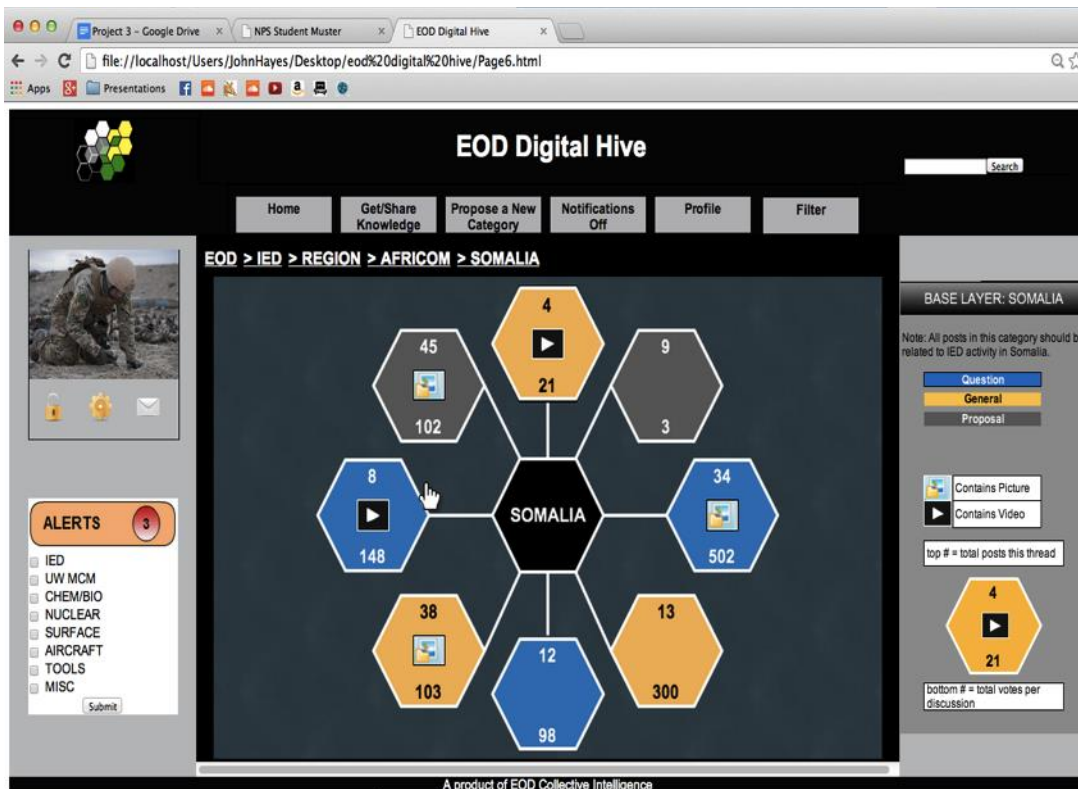 Project 3 - Google Drive
NPS Student Muster
EOD Digital Hive
file://localhost/Users/JohnHayes/Desktop/eod%20digital%20hive/Page6.html
Apps
Presentations
EOD Digital Hive
Search
Home
Get/Share
Knowledge
Propose a New
Category
Notifications
Off
Profile
Filter
EOD > IED > REGION > AFRICOM > SOMALIA
ALERTS 3
IED
UW MCM
CHEM/BIO
NUCLEAR
SURFACE
AIRCRAFT
TOOLS
MISC
Submit
4
21
45
102
9
3
8
148
SOMALIA
34
502
38
103
12
98
13
300
BASE LAYER: SOMALIA
Note: All posts in this category should b
related to IED activity in Somalia.
Question
General
Proposal
Contains Picture
Contains Video
top # = total posts this thread
4
21
bottom # = total votes per
discussion
A product of EOD Collective Intelligence